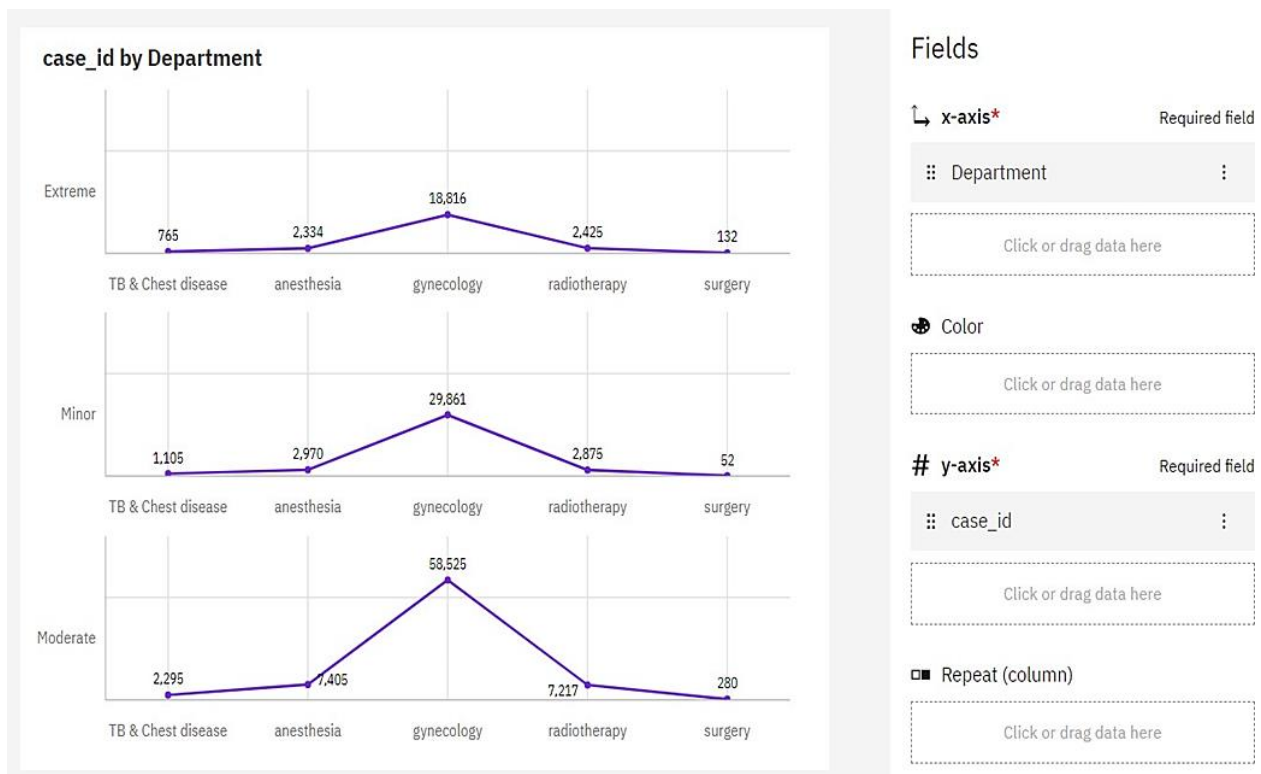 case_id by Department
Extreme
765
2,334
18,816
2,425
132
TB & Chest disease
anesthesia
gynecology
radiotherapy
surgery
Minor
1,105
2,970
29,861
2,875
52
TB & Chest disease
anesthesia
gynecology
radiotherapy
surgery
Moderate
2,295
7,405
58,525
7,217
280
TB & Chest disease
anesthesia
gynecology
radiotherapy
surgery
Fields
x-axis* Required field
Department
Click or drag data here
Color
Click or drag data here
# y-axis* Required field
case_id
Click or drag data here
Repeat (column)
Click or drag data here